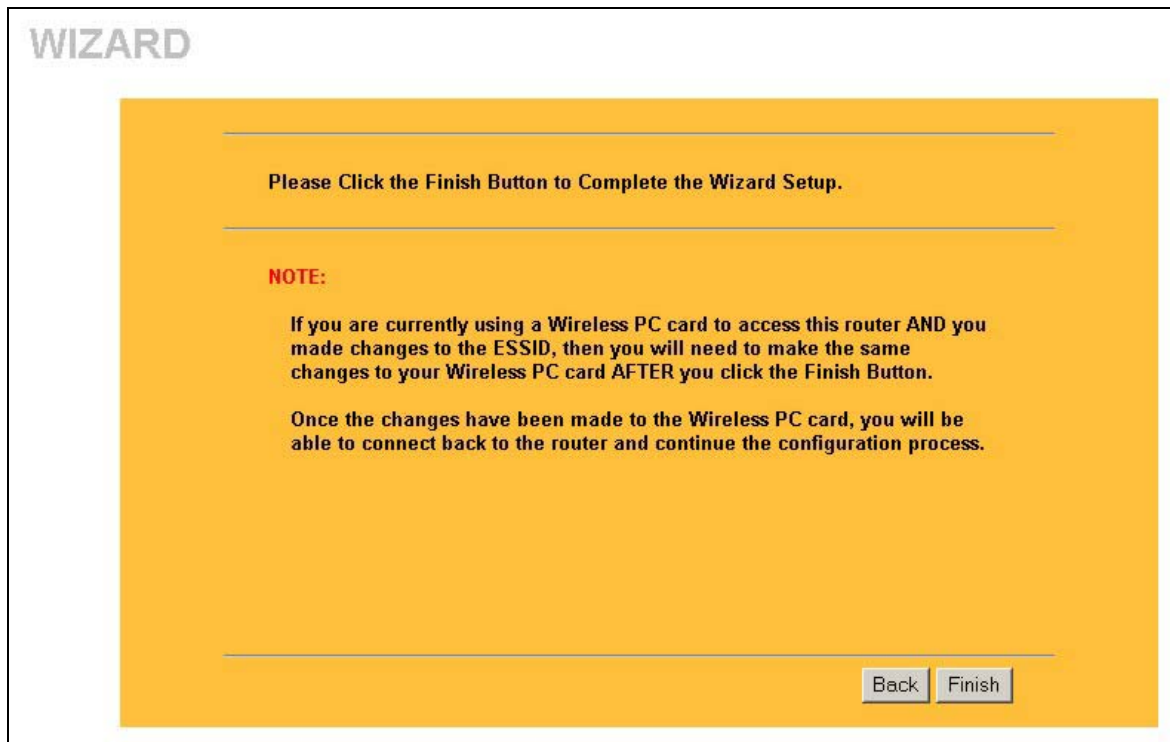 WIZARD
Please Click the Finish Button to Complete the Wizard Setup.
NOTE:
If you are currently using a Wireless PC card to access this router AND you
made changes to the ESSID, then you will need to make the same
changes to your Wireless PC card AFTER you click the Finish Button.
Once the changes have been made to the Wireless PC card, you will be
able to connect back to the router and continue the configuration process.
Back Finish